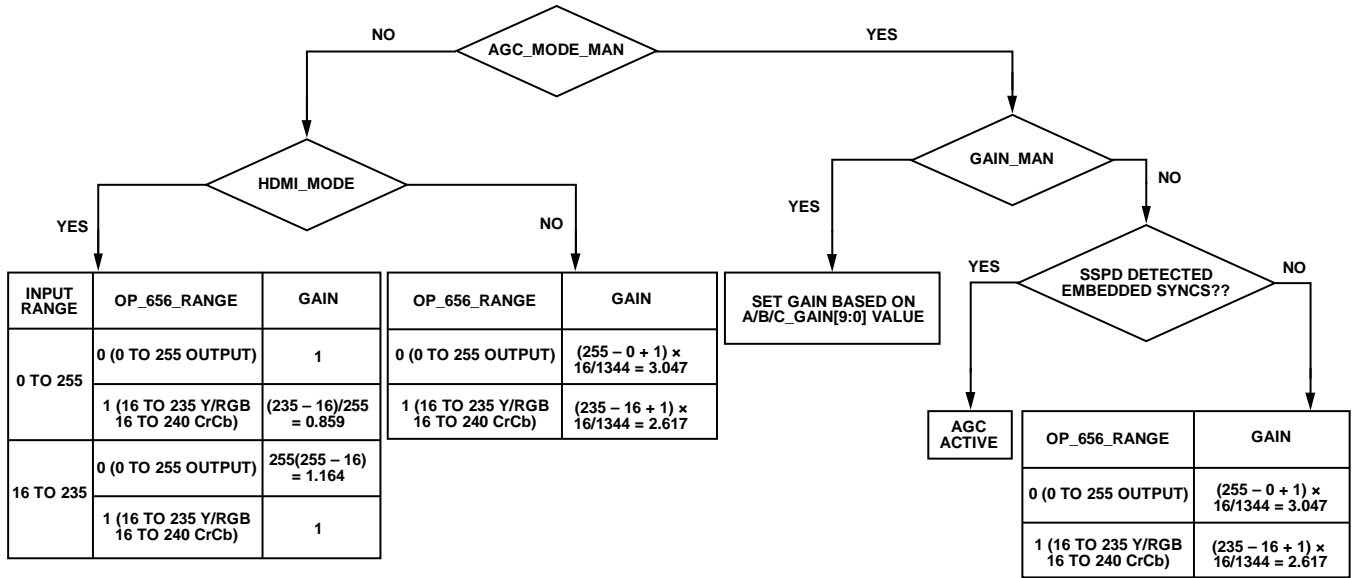 NO
AGC_MODE_MAN
YES
HDMI_MODE
YES
NO
GAIN_MAN
YES
NO
SSPD DETECTED
EMBEDDED SYNCS??
YES
NO
INPUT
RANGE
OP_656_RANGE
GAIN
0 TO 255
0 (0 TO 255 OUTPUT)
1
1 (16 TO 235 Y/RGB
16 TO 240 CrCb)
(235 – 16)/255
= 0.859
16 TO 235
0 (0 TO 255 OUTPUT)
255(255 – 16)
= 1.164
1 (16 TO 235 Y/RGB
16 TO 240 CrCb)
1
OP_656_RANGE
GAIN
0 (0 TO 255 OUTPUT)
(255 – 0 + 1) ×
16/1344 = 3.047
1 (16 TO 235 Y/RGB
16 TO 240 CrCb)
(235 – 16 + 1) ×
16/1344 = 2.617
SET GAIN BASED ON
A/B/C_GAIN[9:0] VALUE
AGC
ACTIVE
OP_656_RANGE
GAIN
0 (0 TO 255 OUTPUT)
(255 – 0 + 1) ×
16/1344 = 3.047
1 (16 TO 235 Y/RGB
16 TO 240 CrCb)
(235 – 16 + 1) ×
16/1344 = 2.617